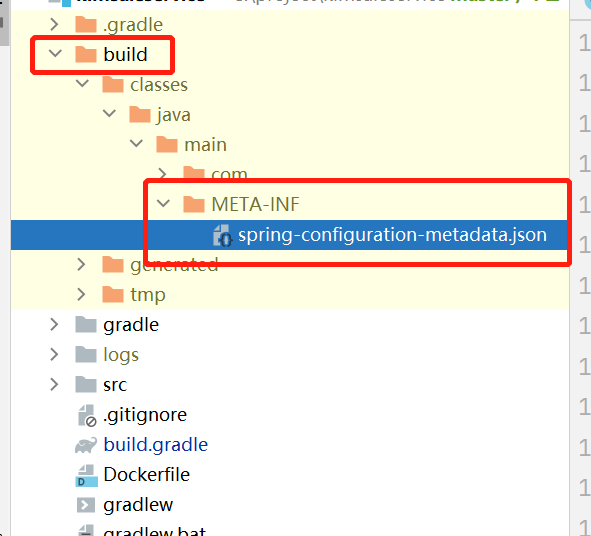 .gradle
build
classes
java
main
com
META-INF
spring-configuration-metadata.json
generated
tmp
gradle
logs
src
.gitignore
build.gradle
Dockerfile
gradlew
gradlew.bat